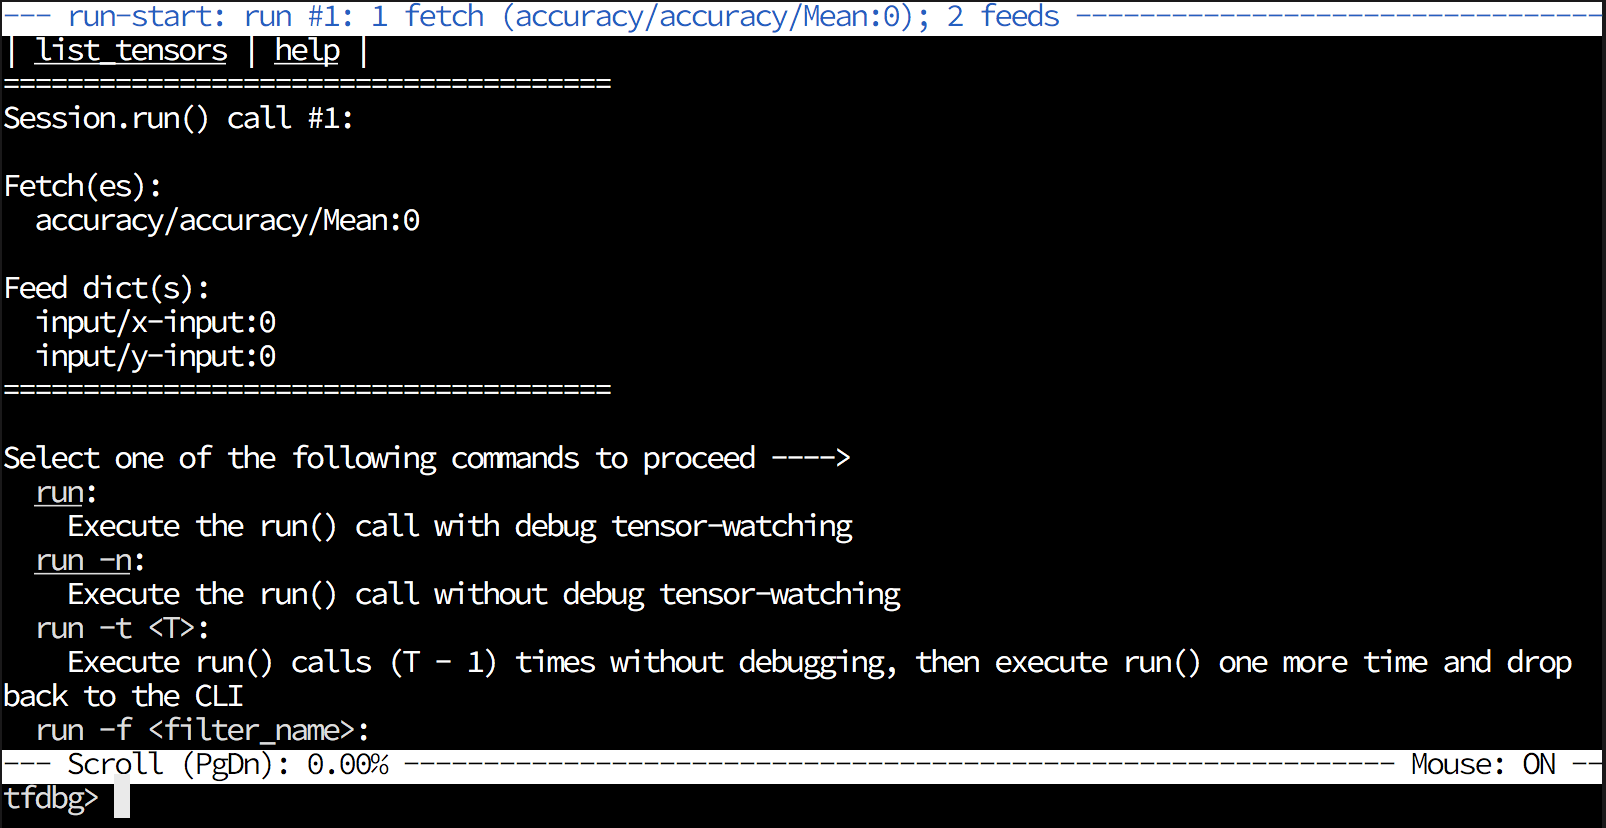 --- run-start: run #1: 1 fetch (accuracy/accuracy/Mean:0); 2 feeds ---------------------------------
| list_tensors | help |
======================================
Session.run() call #1:
Fetch(es):
  accuracy/accuracy/Mean:0
Feed dict(s):
  input/x-input:0
  input/y-input:0
======================================
Select one of the following commands to proceed ---->
  run:
    Execute the run() call with debug tensor-watching
  run -n:
    Execute the run() call without debug tensor-watching
  run -t <T>:
    Execute run() calls (T - 1) times without debugging, then execute run() one more time and drop
back to the CLI
  run -f <filter_name>:
--- Scroll (PgDn): 0.00% -------------------------------------------------------------- Mouse: ON --
tfdbg>